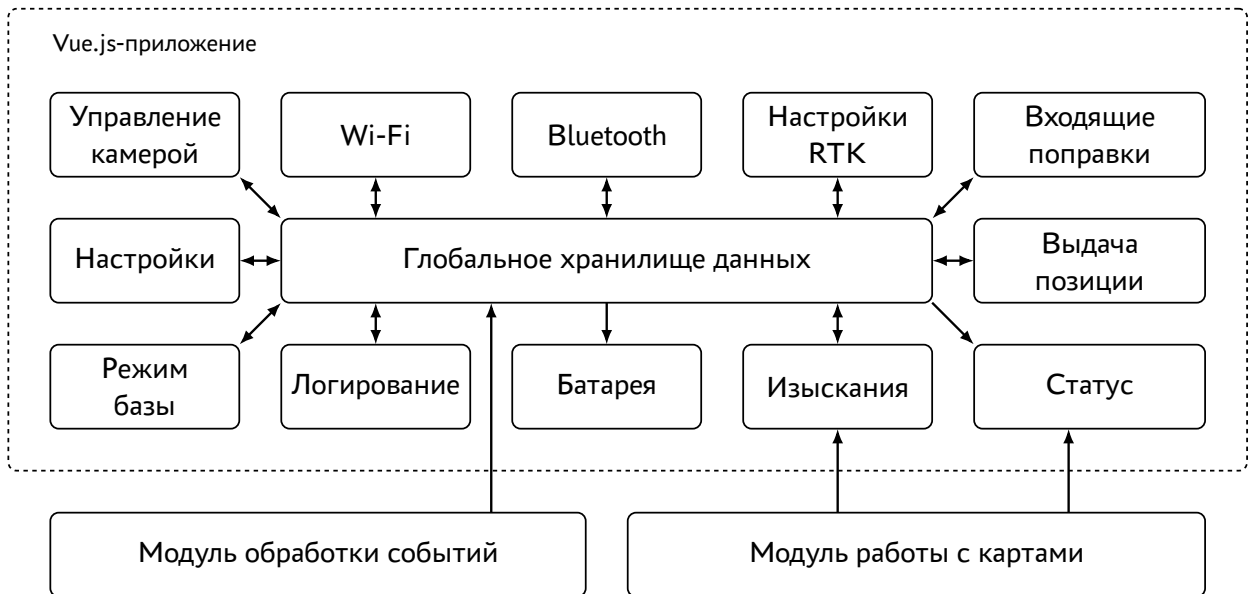 Vue.js-приложение
Управление
камерой
Wi-Fi
Bluetooth
Настройки
RTK
Входящие
поправки
Настройки
Глобальное хранилище данных
Выдача
позиции
Режим
базы
Логирование
Батарея
Изыскания
Статус
Модуль обработки событий
Модуль работы с картами